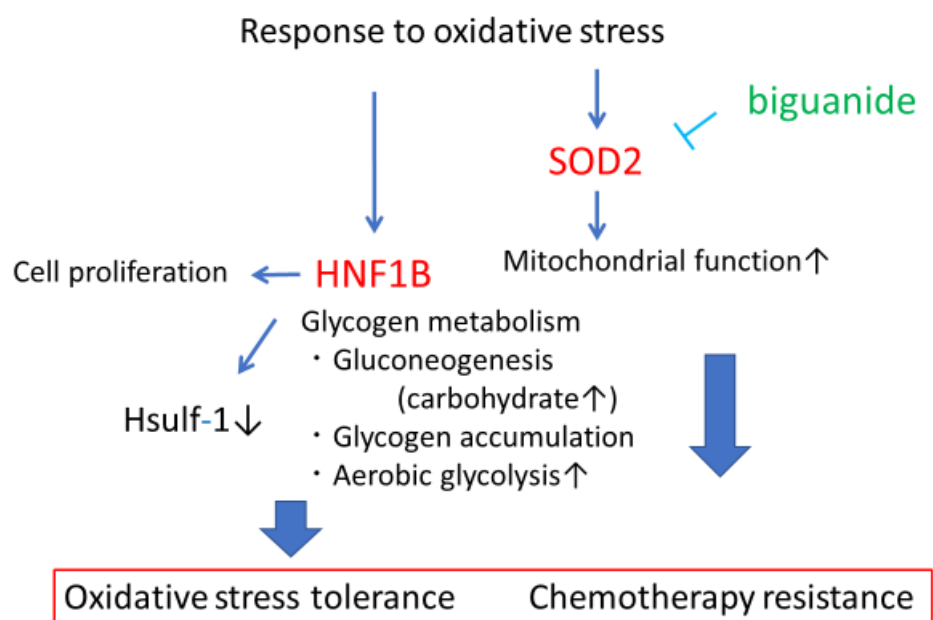 Response to oxidative stress
biguanide
SOD2
Mitochondrial function↑
Cell proliferation
HNF1B
Glycogen metabolism
・Gluconeogenesis
(carbohydrate↑)
・Glycogen accumulation
・Aerobic glycolysis↑
Hsulf-1↓
Oxidative stress tolerance
Chemotherapy resistance